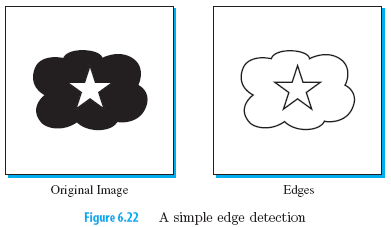 Original Image
Edges
Figure 6.22 A simple edge detection